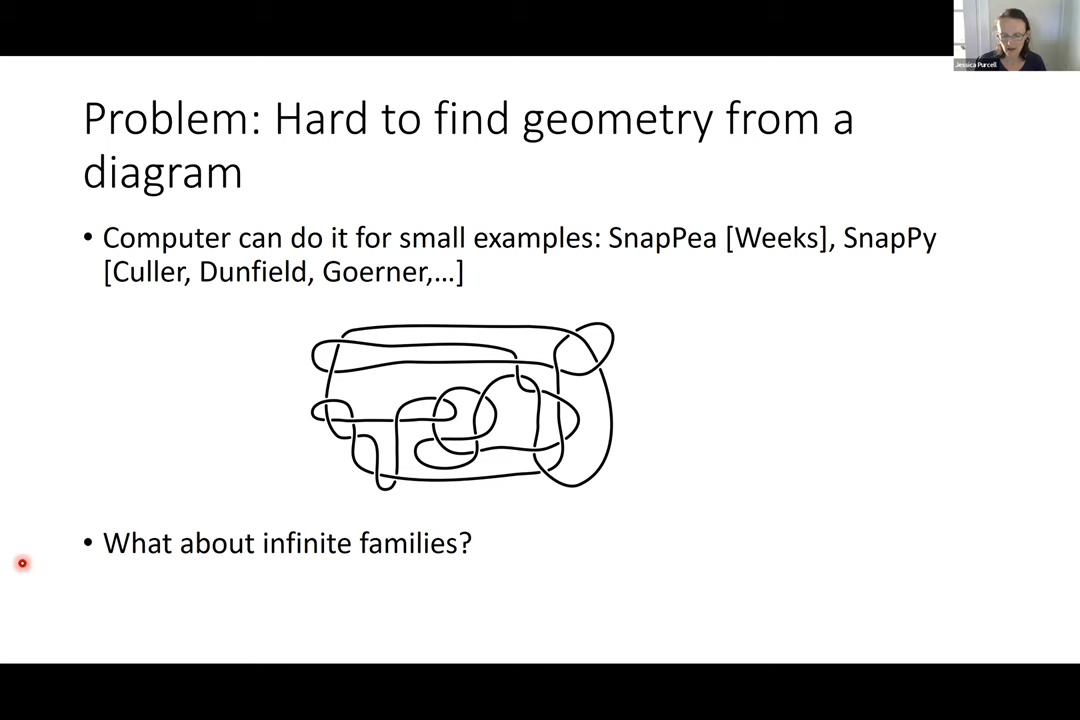 Jessica Purcell
Problem: Hard to find geometry from a
diagram
• Computer can do it for small examples: SnapPea [Weeks], SnapPy
[Culler, Dunfield, Goerner,...]
• What about infinite families?